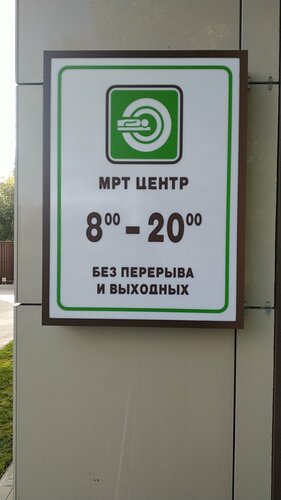 МРТ ЦЕНТР
8⁰⁰ – 20⁰⁰
БЕЗ ПЕРЕРЫВА
И ВЫХОДНЫХ